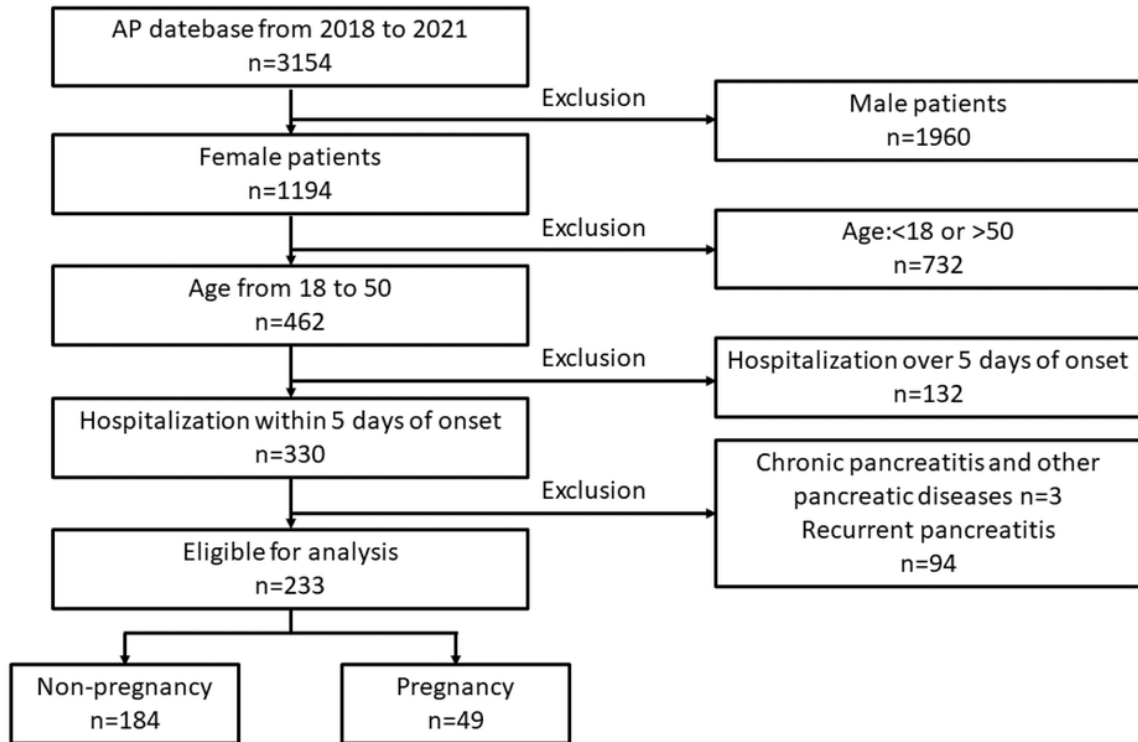 AP datebase from 2018 to 2021
n=3154
Exclusion
Male patients
n=1960
Female patients
n=1194
Exclusion
Age:<18 or >50
n=732
Age from 18 to 50
n=462
Exclusion
Hospitalization over 5 days of onset
n=132
Hospitalization within 5 days of onset
n=330
Exclusion
Chronic pancreatitis and other
pancreatic diseases n=3
Recurrent pancreatitis
n=94
Eligible for analysis
n=233
Non-pregnancy
n=184
Pregnancy
n=49